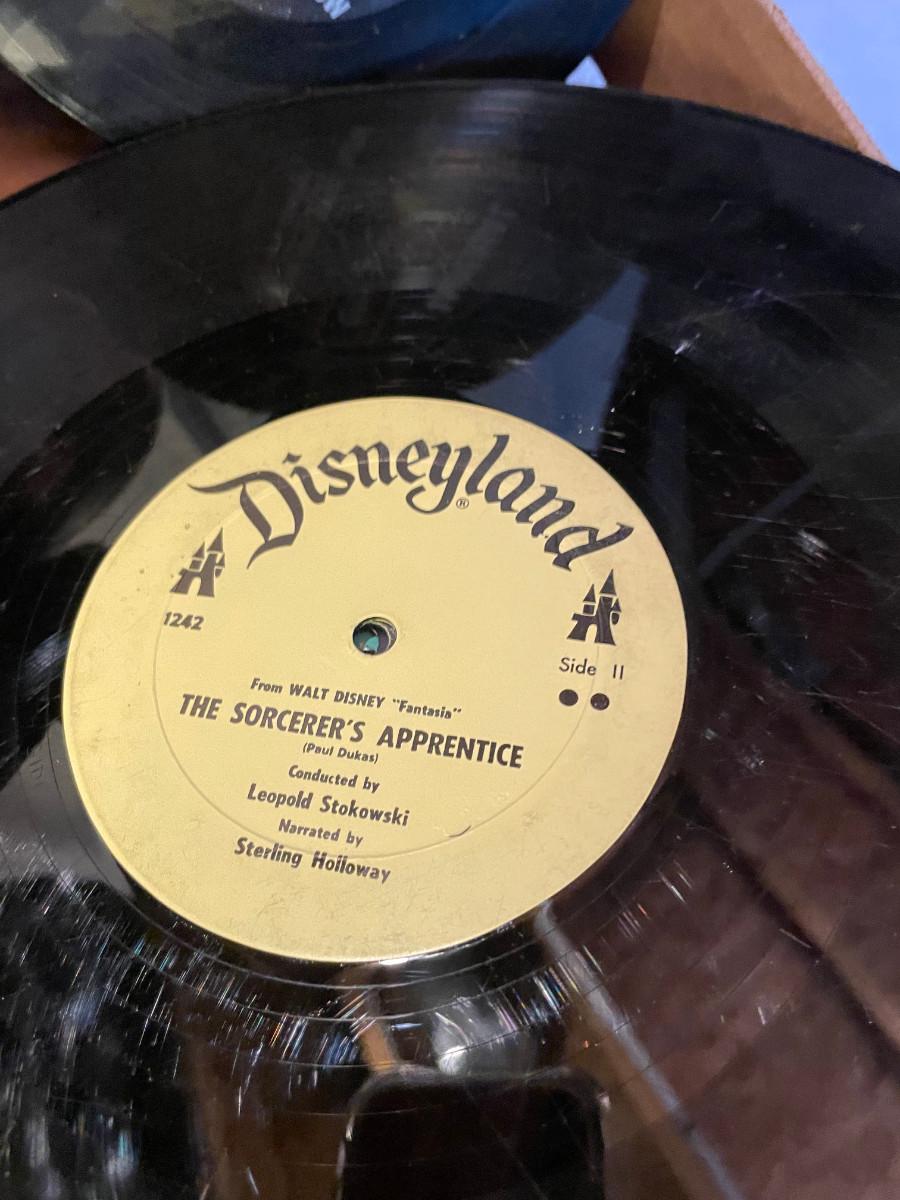 Disneyland
®
1242
Side II
From WALT DISNEY "Fantasia"
THE SORCERER'S APPRENTICE
(Paul Dukas)
Conducted by
Leopold Stokowski
Narrated by
Sterling Holloway